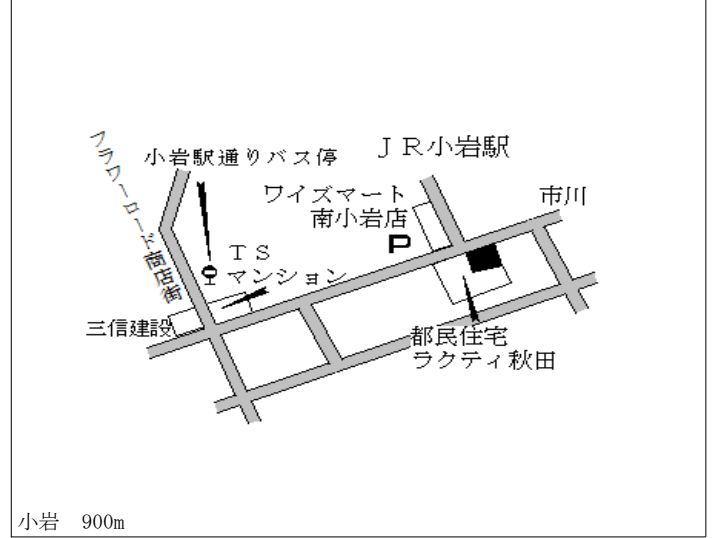 フラワーロード商店街
小岩駅通りバス停
ＪＲ小岩駅
ワイズマート
南小岩店
市川
Ｐ
ＴＳ
マンション
三信建設
都民住宅
ラクティ秋田
小岩　900m